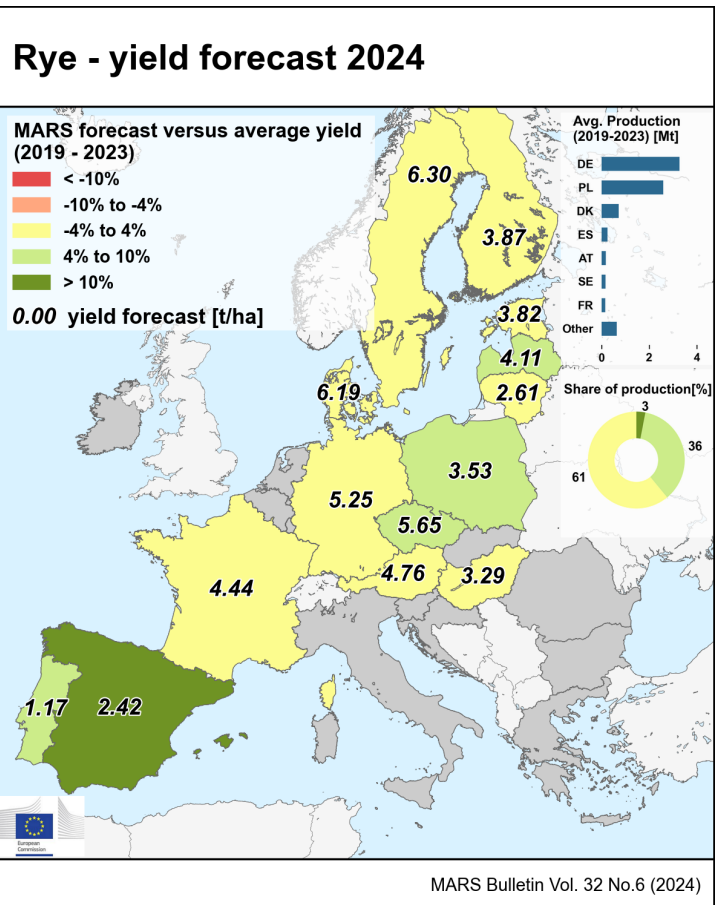 Rye - yield forecast 2024
MARS forecast versus average yield
(2019 - 2023)
< -10%
-10% to -4%
-4% to 4%
4% to 10%
> 10%
0.00 yield forecast [t/ha]
Avg. Production
(2019-2023) [Mt]
DE
PL
DK
ES
AT
SE
FR
Other
0 2 4
Share of production[%]
3
36
61
6.30
3.87
3.82
4.11
2.61
6.19
3.53
5.25
5.65
4.76
3.29
4.44
1.17
2.42
European
Commission
MARS Bulletin Vol. 32 No.6 (2024)